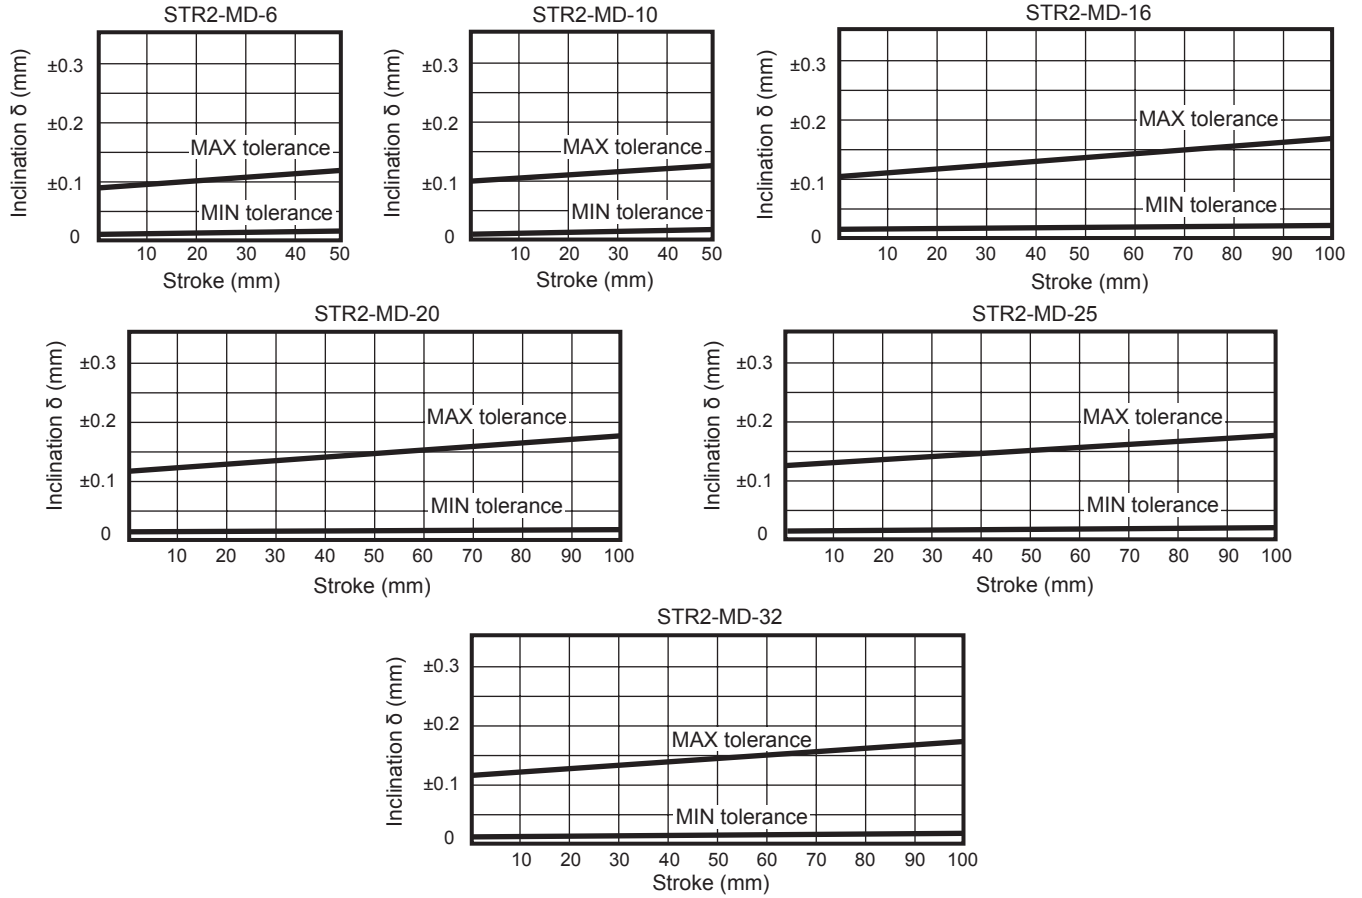 STR2-MD-6
Inclination δ (mm)
±0.3
±0.2
±0.1
0
MAX tolerance
MIN tolerance
10 20 30 40 50
Stroke (mm)
STR2-MD-10
Inclination δ (mm)
±0.3
±0.2
±0.1
0
MAX tolerance
MIN tolerance
10 20 30 40 50
Stroke (mm)
STR2-MD-16
Inclination δ (mm)
±0.3
±0.2
±0.1
0
MAX tolerance
MIN tolerance
10 20 30 40 50 60 70 80 90 100
Stroke (mm)
STR2-MD-20
Inclination δ (mm)
±0.3
±0.2
±0.1
0
MAX tolerance
MIN tolerance
10 20 30 40 50 60 70 80 90 100
Stroke (mm)
STR2-MD-25
Inclination δ (mm)
±0.3
±0.2
±0.1
0
MAX tolerance
MIN tolerance
10 20 30 40 50 60 70 80 90 100
Stroke (mm)
STR2-MD-32
Inclination δ (mm)
±0.3
±0.2
±0.1
0
MAX tolerance
MIN tolerance
10 20 30 40 50 60 70 80 90 100
Stroke (mm)